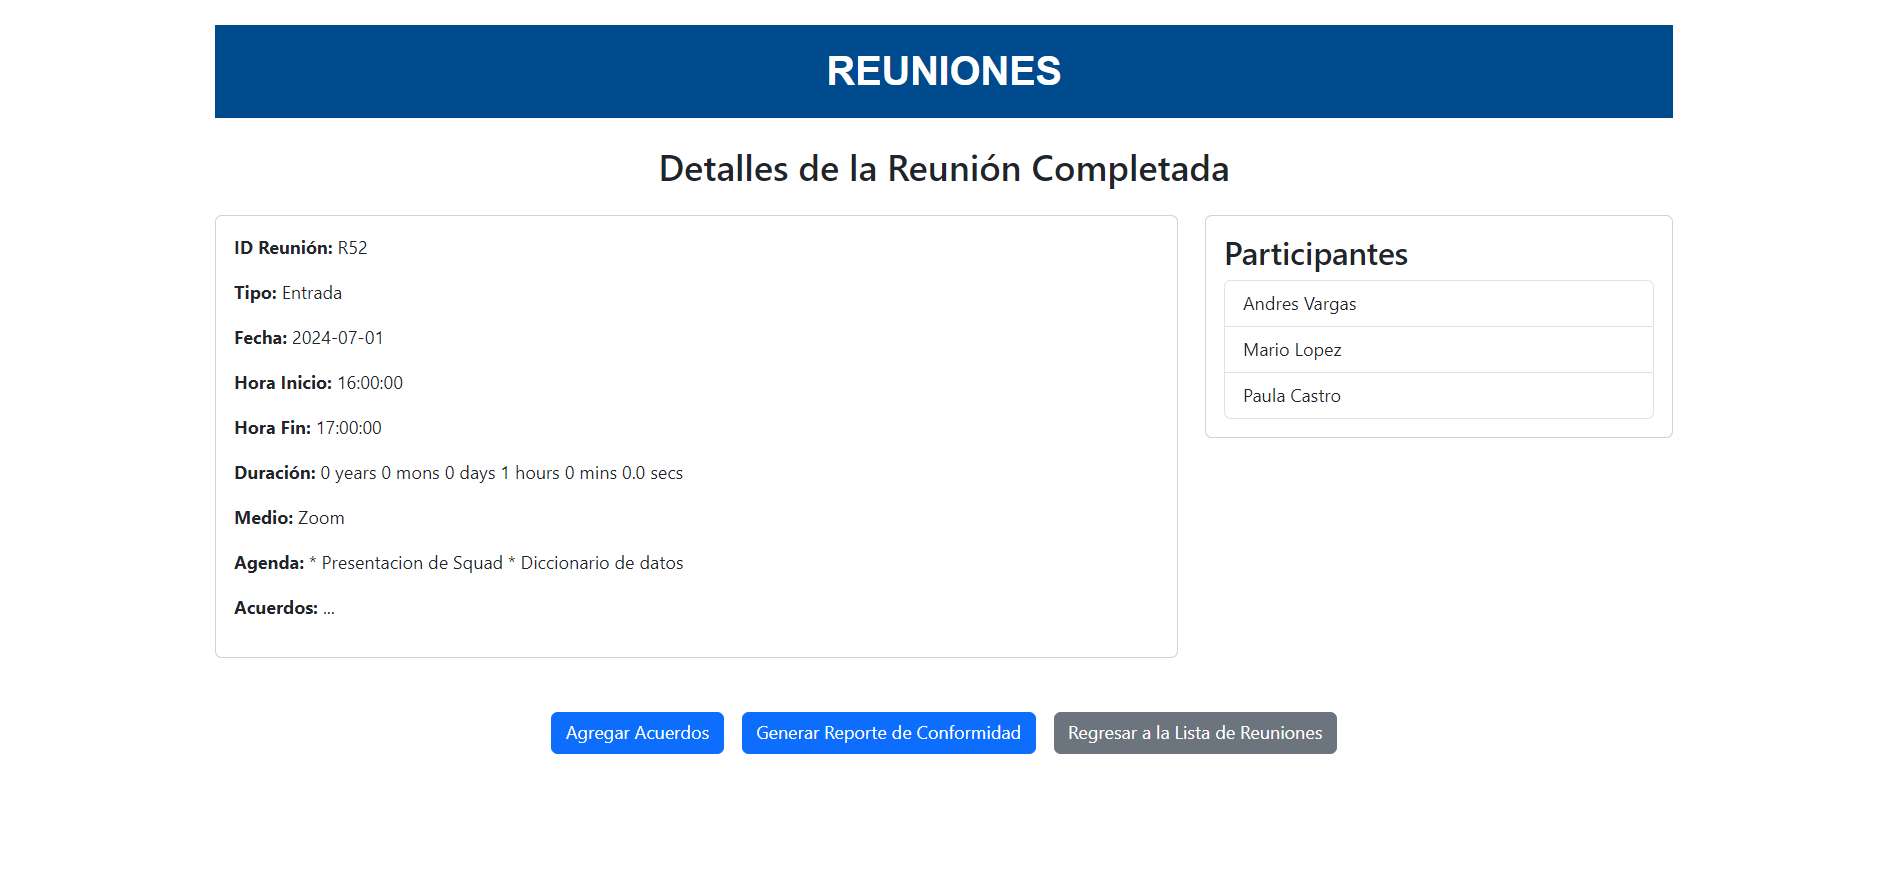 REUNIONES
Detalles de la Reunión Completada
ID Reunión: R52
Tipo: Entrada
Fecha: 2024-07-01
Hora Inicio: 16:00:00
Hora Fin: 17:00:00
Duración: 0 years 0 mons 0 days 1 hours 0 mins 0.0 secs
Medio: Zoom
Agenda: * Presentacion de Squad * Diccionario de datos
Acuerdos: ...
Participantes
Andres Vargas
Mario Lopez
Paula Castro
Agregar Acuerdos
Generar Reporte de Conformidad
Regresar a la Lista de Reuniones